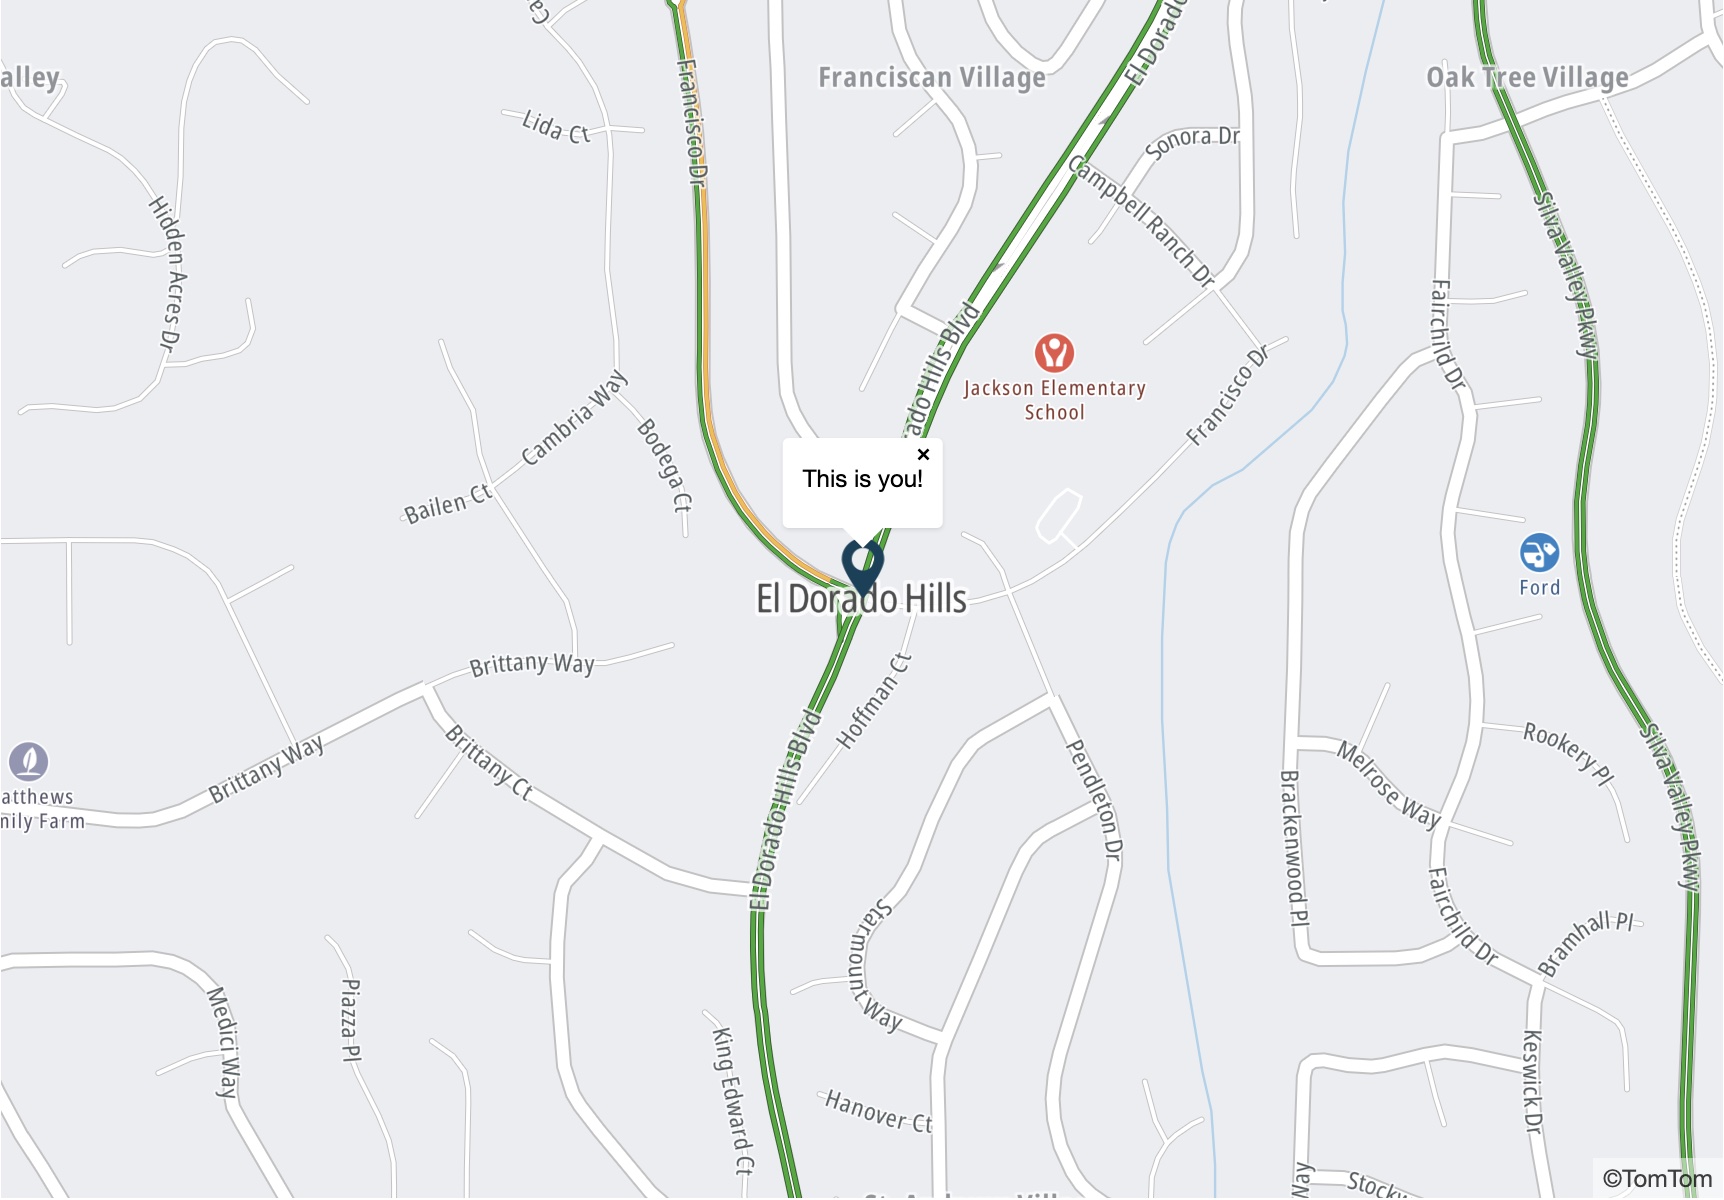 Ca
alley
Franciscan Village
El Dorado
Oak Tree Village
Francisco Dr
Lida Ct
Sonora Dr
Campbell Ranch Dr
Hidden Acres Dr
Silva Valley Pkwy
Fairchild Dr
rado Hills Blvd
Jackson Elementary
School
Francisco Dr
Cambria Way
Bodega Ct
Bailen Ct
×
This is you!
Ford
El Dorado Hills
Brittany Way
Hoffman Ct
Brittany Way
Brittany Ct
El Dorado Hills Blvd
Pendleton Dr
Melrose Way
Rookery Pl
Silva Valley Pkwy
atthews
nily Farm
Brackenwood Pl
Starmount Way
Fairchild Dr
Bramhall Pl
Medici Way
Piazza Pl
King Edward Ct
Hanover Ct
Keswick Dr
Way
Stockw
©TomTom